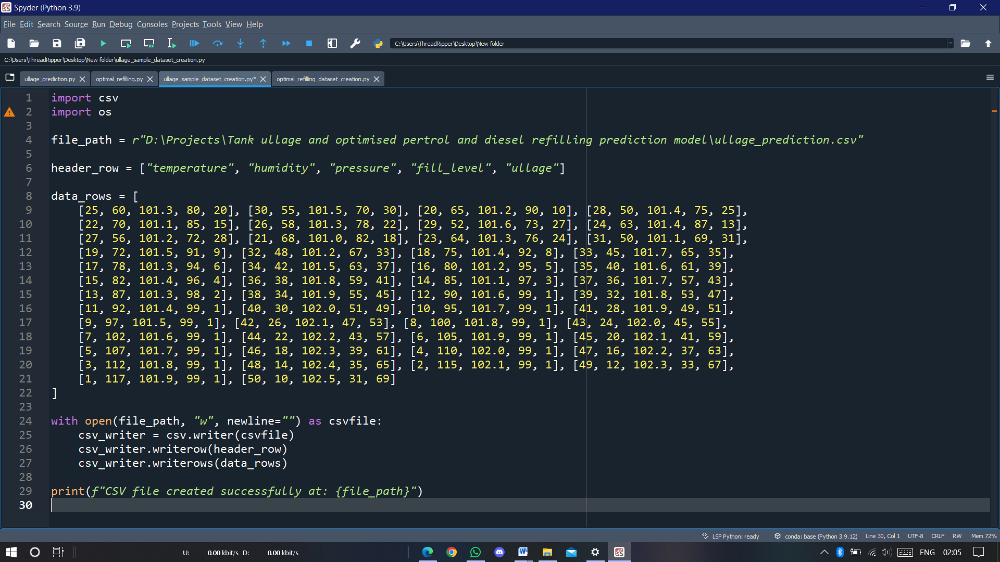 Spyder (Python 3.9)
File Edit Search Source Run Debug Consoles Projects Tools View Help
C:\Users\ThreadRipper\Desktop\New folder
C:\Users\ThreadRipper\Desktop\New folder\ullage_sample_dataset_creation.py
ullage_prediction.py optimal_refilling.py ullage_sample_dataset_creation.py* optimal_refilling_dataset_creation.py
1 import csv
2 import os
3
4 file_path = r"D:\Projects\Tank ullage and optimised pertrol and diesel refilling prediction model\ullage_prediction.csv"
5
6 header_row = ["temperature", "humidity", "pressure", "fill_level", "ullage"]
7
8 data_rows = [
9 [25, 60, 101.3, 80, 20], [30, 55, 101.5, 70, 30], [20, 65, 101.2, 90, 10], [28, 50, 101.4, 75, 25],
10 [22, 70, 101.1, 85, 15], [26, 58, 101.3, 78, 22], [29, 52, 101.6, 73, 27], [24, 63, 101.4, 87, 13],
11 [27, 56, 101.2, 72, 28], [21, 68, 101.0, 82, 18], [23, 64, 101.3, 76, 24], [31, 50, 101.1, 69, 31],
12 [19, 72, 101.5, 91, 9], [32, 48, 101.2, 67, 33], [18, 75, 101.4, 92, 8], [33, 45, 101.7, 65, 35],
13 [17, 78, 101.3, 94, 6], [34, 42, 101.5, 63, 37], [16, 80, 101.2, 95, 5], [35, 40, 101.6, 61, 39],
14 [15, 82, 101.4, 96, 4], [36, 38, 101.8, 59, 41], [14, 85, 101.1, 97, 3], [37, 36, 101.7, 57, 43],
15 [13, 87, 101.3, 98, 2], [38, 34, 101.9, 55, 45], [12, 90, 101.6, 99, 1], [39, 32, 101.8, 53, 47],
16 [11, 92, 101.4, 99, 1], [40, 30, 102.0, 51, 49], [10, 95, 101.7, 99, 1], [41, 28, 101.9, 49, 51],
17 [9, 97, 101.5, 99, 1], [42, 26, 102.1, 47, 53], [8, 100, 101.8, 99, 1], [43, 24, 102.0, 45, 55],
18 [7, 102, 101.6, 99, 1], [44, 22, 102.2, 43, 57], [6, 105, 101.9, 99, 1], [45, 20, 102.1, 41, 59],
19 [5, 107, 101.7, 99, 1], [46, 18, 102.3, 39, 61], [4, 110, 102.0, 99, 1], [47, 16, 102.2, 37, 63],
20 [3, 112, 101.8, 99, 1], [48, 14, 102.4, 35, 65], [2, 115, 102.1, 99, 1], [49, 12, 102.3, 33, 67],
21 [1, 117, 101.9, 99, 1], [50, 10, 102.5, 31, 69]
22 ]
23
24 with open(file_path, "w", newline="") as csvfile:
25 csv_writer = csv.writer(csvfile)
26 csv_writer.writerow(header_row)
27 csv_writer.writerows(data_rows)
28
29 print(f"CSV file created successfully at: {file_path}")
30
LSP Python: ready conda: base (Python 3.9.12) Line 30, Col 1 UTF-8 CRLF RW Mem 72%
U: 0.00 kbit/s D: 0.00 kbit/s ENG 02:05